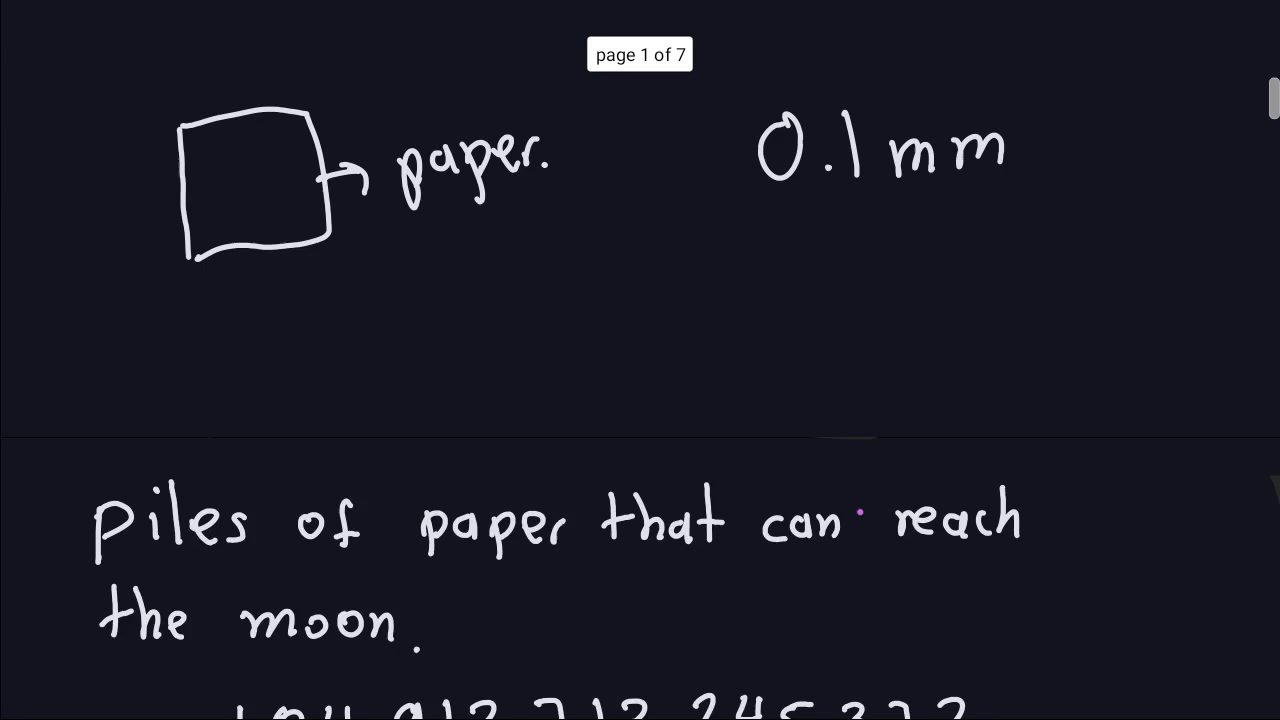 page 1 of 7
paper. 0.1 mm
piles of paper that can reach
the moon.